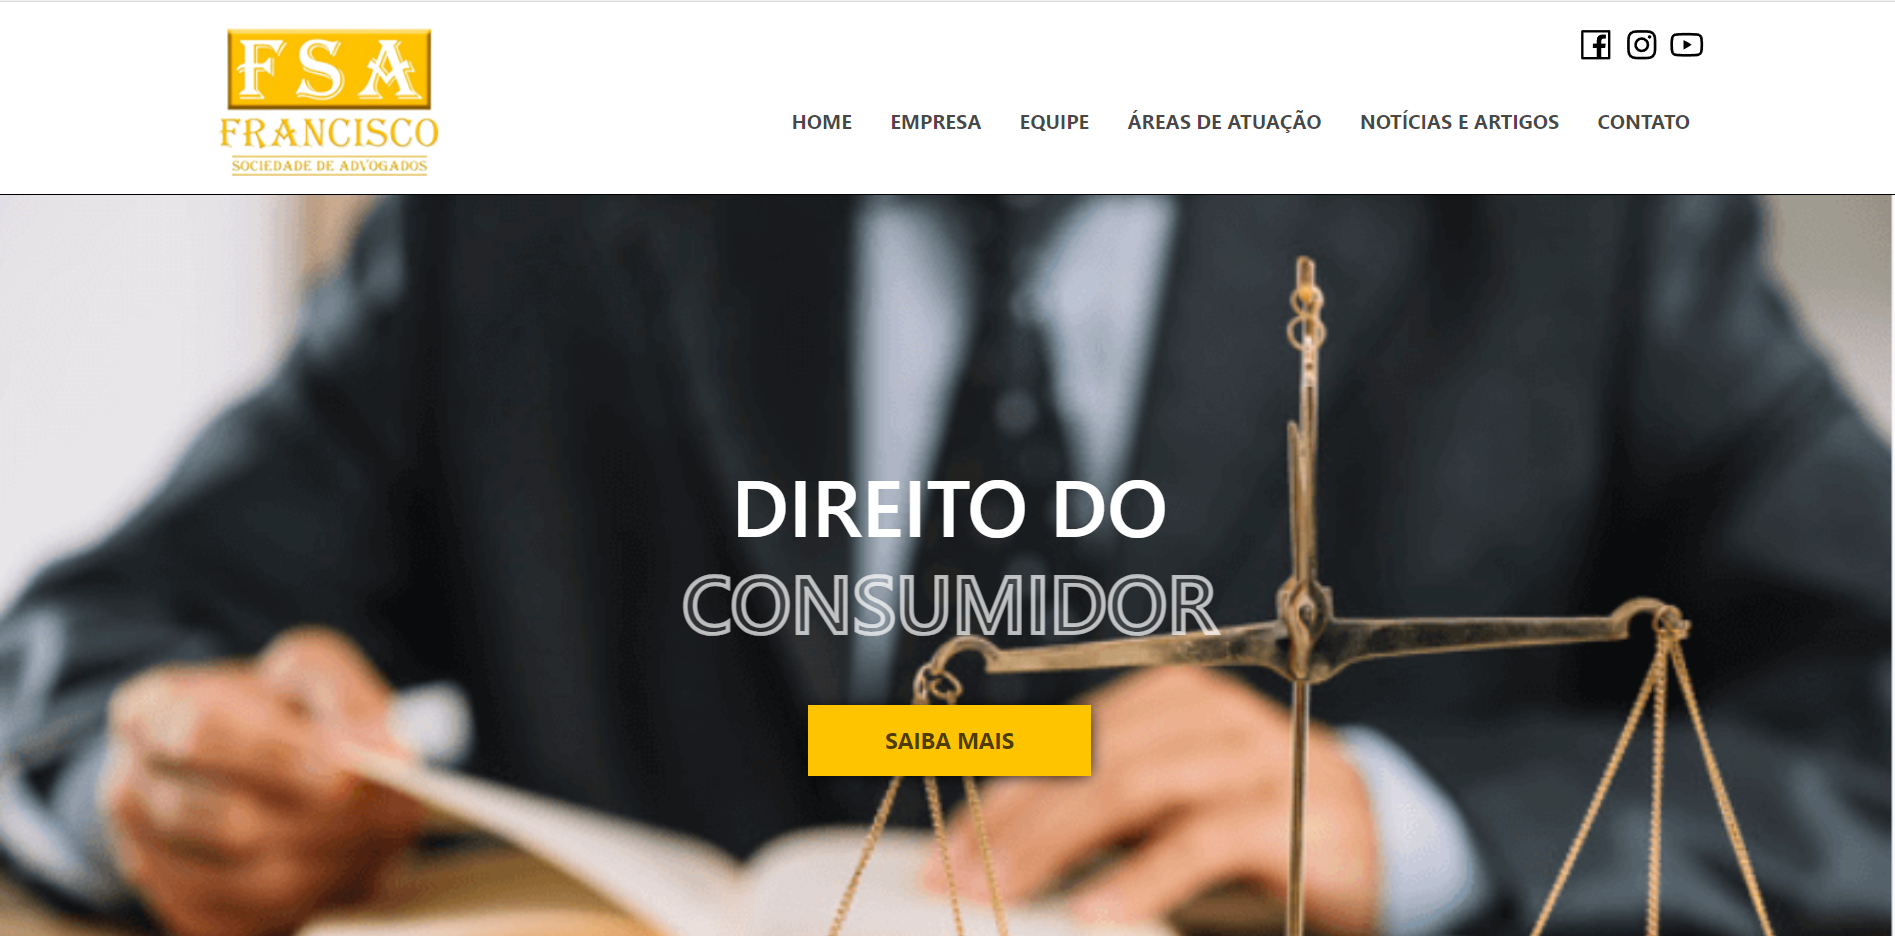 FSA
FRANCISCO
SOCIEDADE DE ADVOGADOS
HOME EMPRESA EQUIPE ÁREAS DE ATUAÇÃO NOTÍCIAS E ARTIGOS CONTATO
DIREITO DO
CONSUMIDOR
SAIBA MAIS